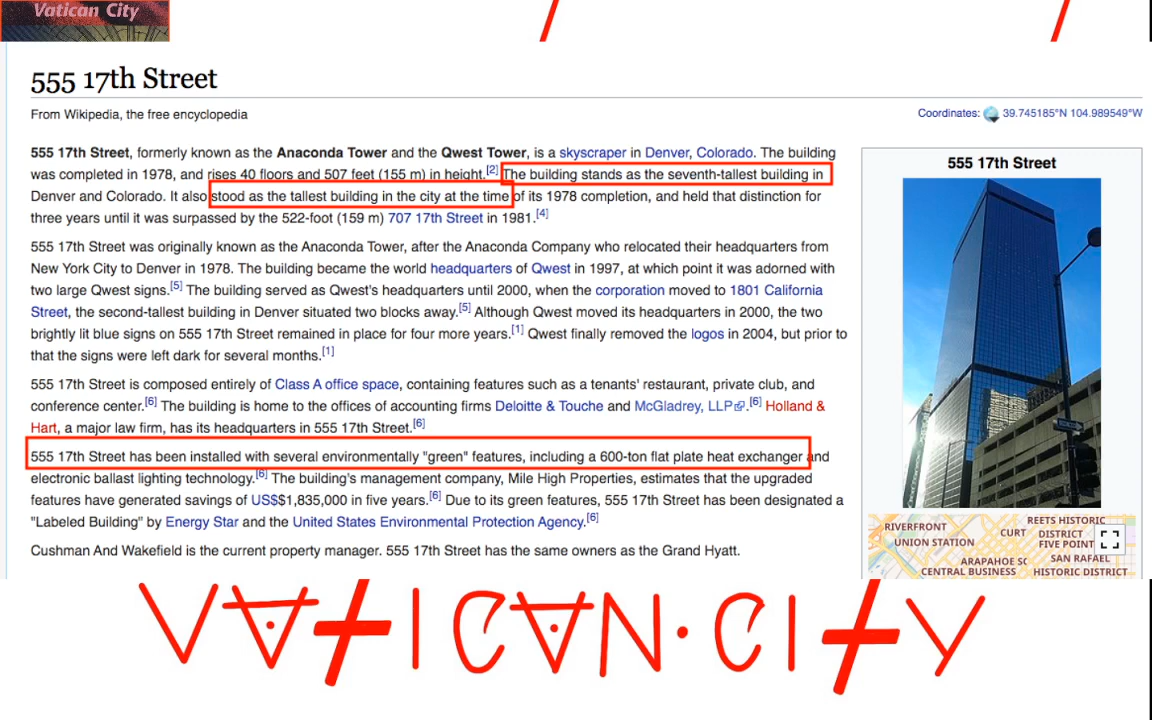 Vatican City
555 17th Street
From Wikipedia, the free encyclopedia
Coordinates: 39.745185°N 104.989549°W
555 17th Street, formerly known as the Anaconda Tower and the Qwest Tower, is a skyscraper in Denver, Colorado. The building
was completed in 1978, and rises 40 floors and 507 feet (155 m) in height.[2] The building stands as the seventh-tallest building in
Denver and Colorado. It also stood as the tallest building in the city at the time of its 1978 completion, and held that distinction for
three years until it was surpassed by the 522-foot (159 m) 707 17th Street in 1981.[4]
555 17th Street was originally known as the Anaconda Tower, after the Anaconda Company who relocated their headquarters from
New York City to Denver in 1978. The building became the world headquarters of Qwest in 1997, at which point it was adorned with
two large Qwest signs.[5] The building served as Qwest's headquarters until 2000, when the corporation moved to 1801 California
Street, the second-tallest building in Denver situated two blocks away.[5] Although Qwest moved its headquarters in 2000, the two
brightly lit blue signs on 555 17th Street remained in place for four more years.[1] Qwest finally removed the logos in 2004, but prior to
that the signs were left dark for several months.[1]
555 17th Street is composed entirely of Class A office space, containing features such as a tenants' restaurant, private club, and
conference center.[6] The building is home to the offices of accounting firms Deloitte & Touche and McGladrey, LLP.[6] Holland &
Hart, a major law firm, has its headquarters in 555 17th Street.[6]
555 17th Street has been installed with several environmentally "green" features, including a 600-ton flat plate heat exchanger and
electronic ballast lighting technology.[6] The building's management company, Mile High Properties, estimates that the upgraded
features have generated savings of US$$1,835,000 in five years.[6] Due to its green features, 555 17th Street has been designated a
"Labeled Building" by Energy Star and the United States Environmental Protection Agency.[6]
Cushman And Wakefield is the current property manager. 555 17th Street has the same owners as the Grand Hyatt.
555 17th Street
RIVERFRONT
REETS HISTORIC
UNION STATION
CURT
DISTRICT
FIVE POINT
ARAPAHOE SC
SAN RAFAEL
CENTRAL BUSINESS
HISTORIC DISTRICT
VATICAN·CITY